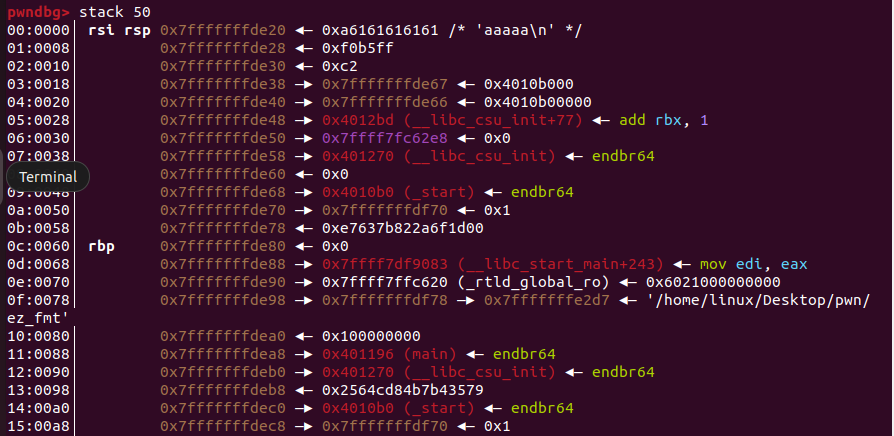 pwndbg> stack 50
00:0000│ rsi rsp 0x7fffffffde20 ◂— 0xa6161616161 /* 'aaaaa\n' */
01:0008│ 0x7fffffffde28 ◂— 0xf0b5ff
02:0010│ 0x7fffffffde30 ◂— 0xc2
03:0018│ 0x7fffffffde38 —▸ 0x7fffffffde67 ◂— 0x4010b000
04:0020│ 0x7fffffffde40 —▸ 0x7fffffffde66 ◂— 0x4010b00000
05:0028│ 0x7fffffffde48 —▸ 0x4012bd (__libc_csu_init+77) ◂— add rbx, 1
06:0030│ 0x7fffffffde50 —▸ 0x7ffff7fc62e8 ◂— 0x0
07:0038│ 0x7fffffffde58 —▸ 0x401270 (__libc_csu_init) ◂— endbr64
Terminal
0x7fffffffde60 ◂— 0x0
09:0048│ 0x7fffffffde68 —▸ 0x4010b0 (_start) ◂— endbr64
0a:0050│ 0x7fffffffde70 —▸ 0x7fffffffdf70 ◂— 0x1
0b:0058│ 0x7fffffffde78 ◂— 0xe7637b822a6f1d00
0c:0060│ rbp 0x7fffffffde80 ◂— 0x0
0d:0068│ 0x7fffffffde88 —▸ 0x7ffff7df9083 (__libc_start_main+243) ◂— mov edi, eax
0e:0070│ 0x7fffffffde90 —▸ 0x7ffff7ffc620 (_rtld_global_ro) ◂— 0x6021000000000
0f:0078│ 0x7fffffffde98 —▸ 0x7fffffffdf78 —▸ 0x7fffffffe2d7 ◂— '/home/linux/Desktop/pwn/
ez_fmt'
10:0080│ 0x7fffffffdea0 ◂— 0x100000000
11:0088│ 0x7fffffffdea8 —▸ 0x401196 (main) ◂— endbr64
12:0090│ 0x7fffffffdeb0 —▸ 0x401270 (__libc_csu_init) ◂— endbr64
13:0098│ 0x7fffffffdeb8 ◂— 0x2564cd84b7b43579
14:00a0│ 0x7fffffffdec0 —▸ 0x4010b0 (_start) ◂— endbr64
15:00a8│ 0x7fffffffdec8 —▸ 0x7fffffffdf70 ◂— 0x1